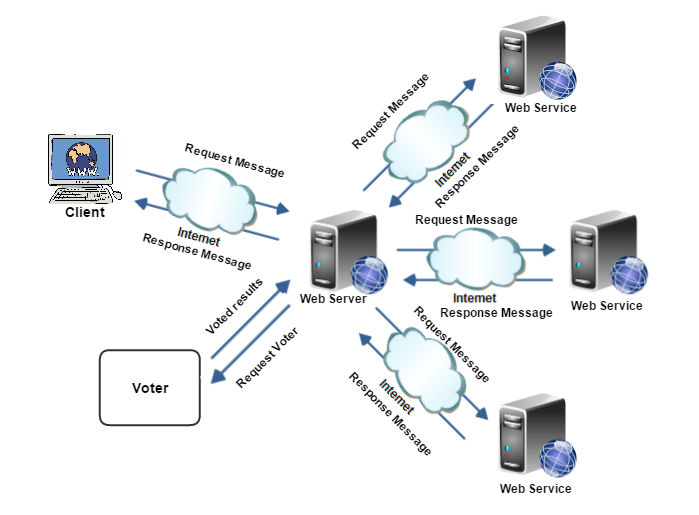 Request Message
Web Service
Internet
Response Message
WWW
Client
Request Message
Internet
Response Message
Request Message
Internet
Response Message
Web Service
Web Server
Voted results
Request Voter
Voter
Request Message
Internet
Response Message
Web Service